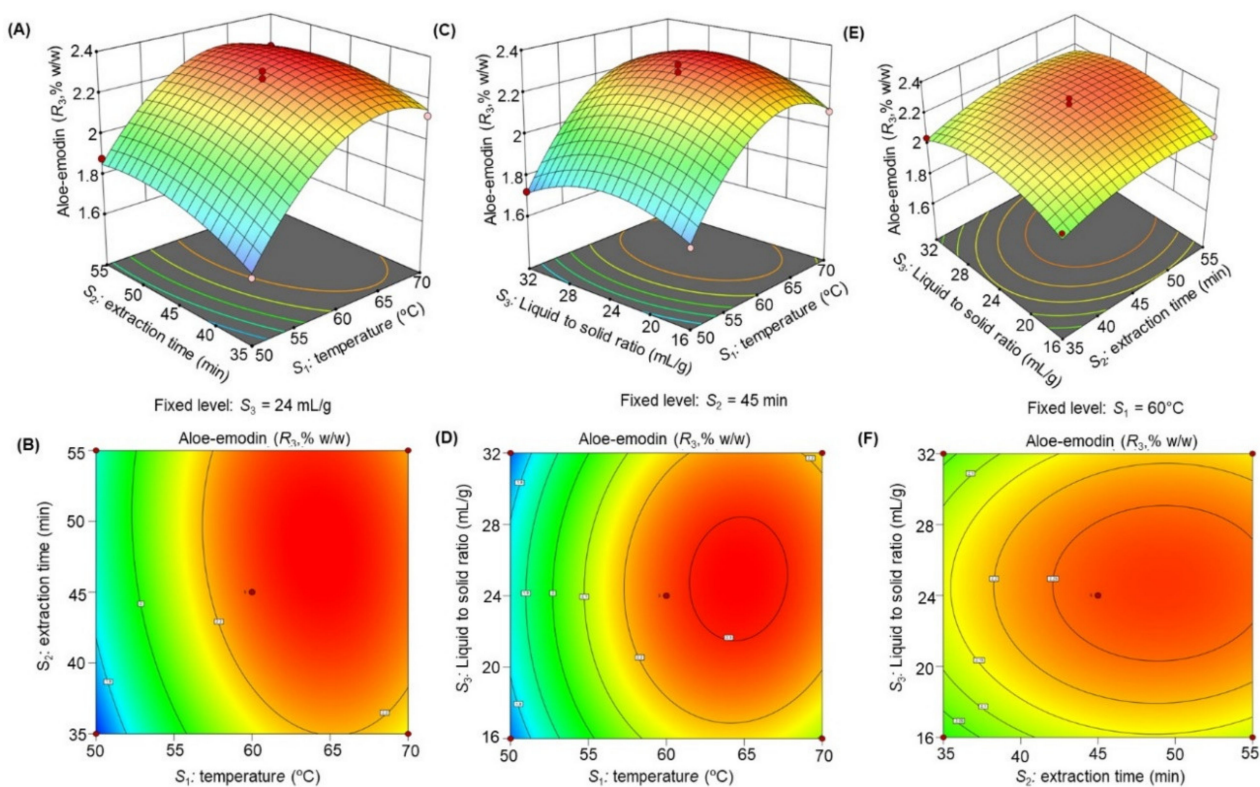 (A)
Aloe-emodin (R₃,% w/w)
2.4
2.2
2
1.8
1.6
55
50
45
40
35
S₂: extraction time (min)
50
55
60
65
70
S₁: temperature (ºC)
Fixed level: S₃ = 24 mL/g
(C)
Aloe-emodin (R₃,% w/w)
2.4
2.2
2
1.8
1.6
32
28
24
20
16
S₃: Liquid to solid ratio (mL/g)
50
55
60
65
70
S₁: temperature (ºC)
Fixed level: S₂ = 45 min
(E)
Aloe-emodin (R₃,% w/w)
2.4
2.2
2
1.6
32
28
24
20
16
S₃: Liquid to solid ratio (mL/g)
35
40
45
50
55
S₂: extraction time (min)
Fixed level: S₁ = 60°C
(B)
Aloe-emodin (R₃,% w/w)
55
50
45
40
35
S₂: extraction time (min)
50
55
60
65
70
S₁: temperature (ºC)
(D)
Aloe-emodin (R₃,% w/w)
32
28
24
20
16
S₃: Liquid to solid ratio (mL/g)
50
55
60
65
70
S₁: temperature (ºC)
(F)
Aloe-emodin (R₃,% w/w)
32
28
24
20
16
S₃: Liquid to solid ratio (mL/g)
35
40
45
50
55
S₂: extraction time (min)